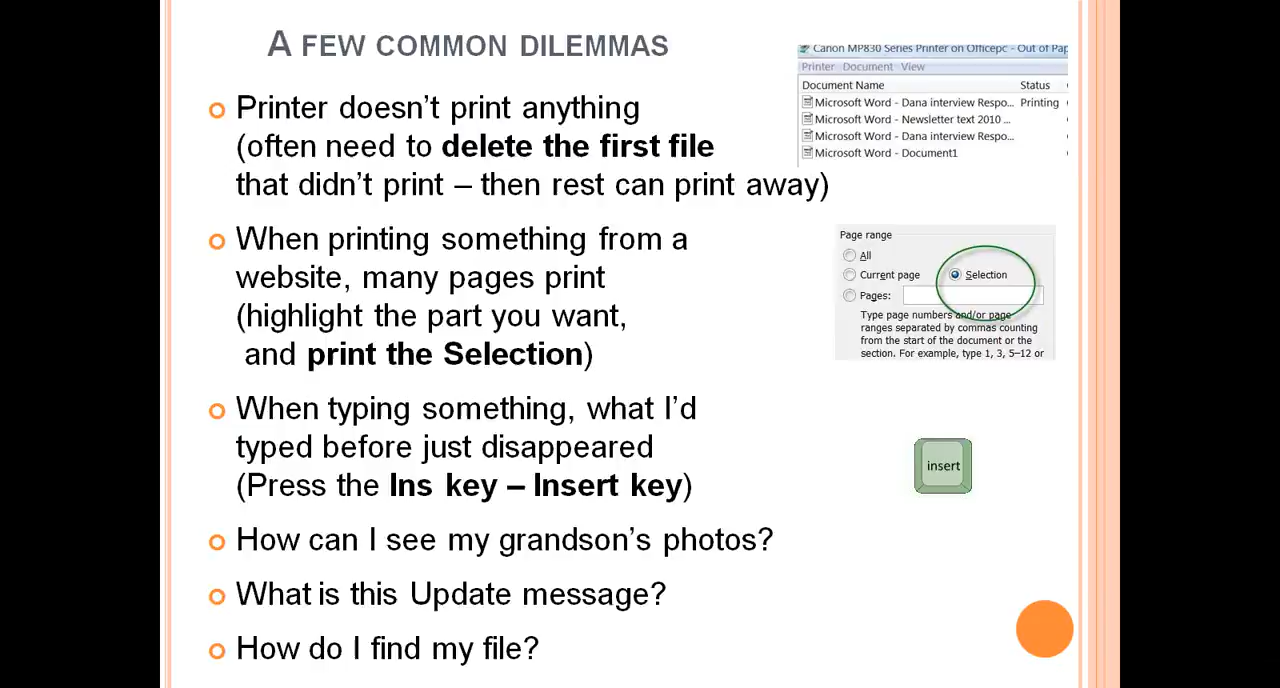 A FEW COMMON DILEMMAS
Printer doesn't print anything
(often need to delete the first file
that didn't print – then rest can print away)
When printing something from a
website, many pages print
(highlight the part you want,
and print the Selection)
When typing something, what I'd
typed before just disappeared
(Press the Ins key – Insert key)
How can I see my grandson's photos?
What is this Update message?
How do I find my file?
Canon MP830 Series Printer on Officepc - Out of Pap
Printer Document View
Document Name Status
Microsoft Word - Dana interview Respo... Printing
Microsoft Word - Newsletter text 2010 ...
Microsoft Word - Dana interview Respo...
Microsoft Word - Document1
Page range
All
Current page Selection
Pages:
Type page numbers and/or page
ranges separated by commas counting
from the start of the document or the
section. For example, type 1, 3, 5–12 or
insert